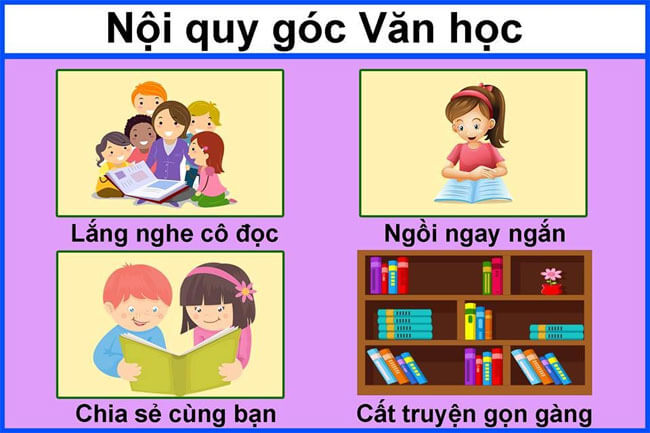 Nội quy góc Văn học
Lắng nghe cô đọc
Ngồi ngay ngắn
Chia sẻ cùng bạn
Cất truyện gọn gàng